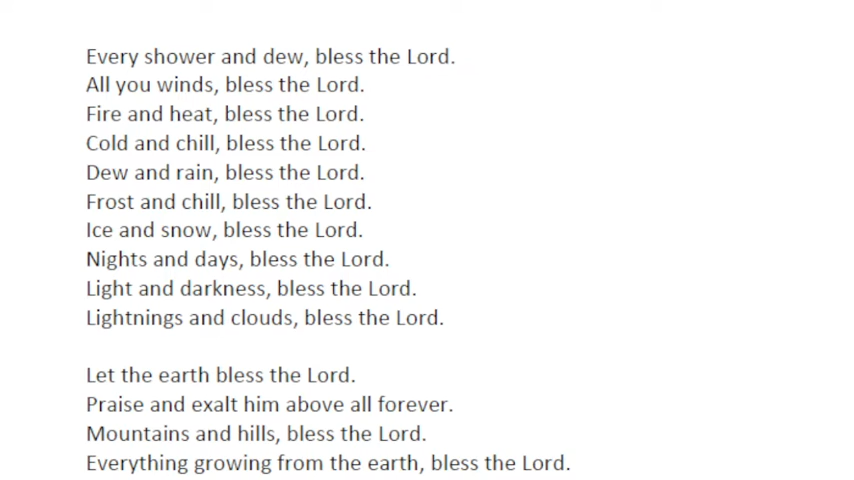 Every shower and dew, bless the Lord.
All you winds, bless the Lord.
Fire and heat, bless the Lord.
Cold and chill, bless the Lord.
Dew and rain, bless the Lord.
Frost and chill, bless the Lord.
Ice and snow, bless the Lord.
Nights and days, bless the Lord.
Light and darkness, bless the Lord.
Lightnings and clouds, bless the Lord.

Let the earth bless the Lord.
Praise and exalt him above all forever.
Mountains and hills, bless the Lord.
Everything growing from the earth, bless the Lord.